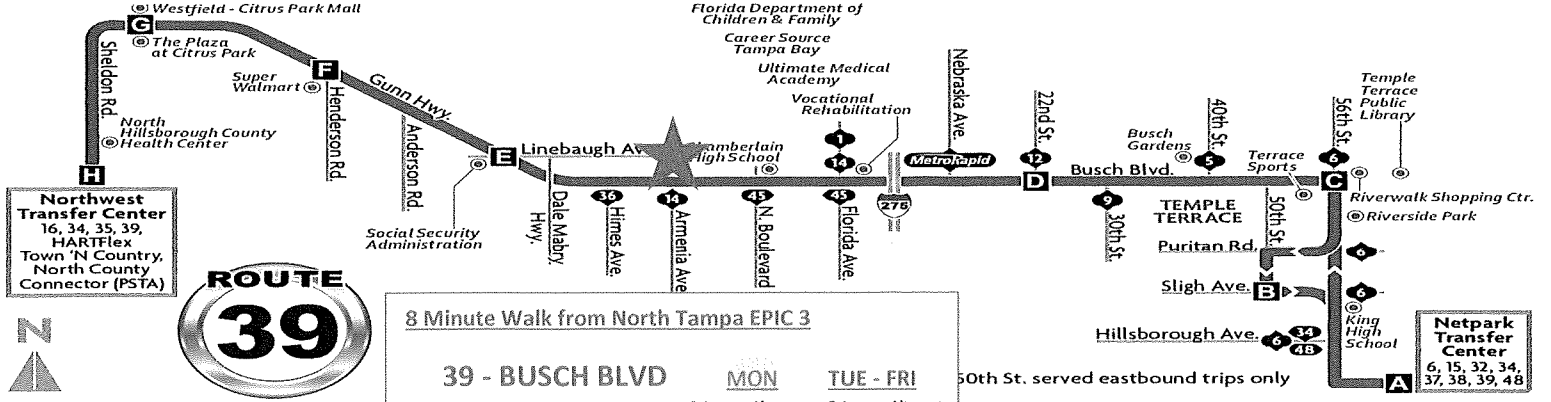 Westfield - Citrus Park Mall
G
The Plaza
at Citrus Park
Sheldon Rd.
Super
Walmart
F
Henderson Rd.
Gunn Hwy.
North
Hillsborough County
Health Center
H
Northwest
Transfer Center
16, 34, 35, 39,
HARTFlex
Town 'N Country,
North County
Connector (PSTA)
N
ROUTE
39
Anderson Rd.
E
Linebaugh
Social Security
Administration
Dale Mabry
Hwy.
36
Himes Ave.
14
Armenia Ave
High School
45
N. Boulevard
Florida Department of
Children & Family
Career Source
Tampa Bay
Ultimate Medical
Academy
Vocational
Rehabilitation
1
14
45
Florida Ave.
275
Nebraska Ave.
MetroRapid
22nd St.
12
D
Busch Blvd.
9
30th St.
Busch
Gardens
40th St.
5
TEMPLE
TERRACE
Terrace
Sports
50th St.
56th St.
6
C
Temple
Terrace
Public
Library
Riverwalk Shopping Ctr.
Riverside Park
Puritan Rd.
6
Sligh Ave.
B
6
King
High
School
Hillsborough Ave.
6
34
48
Netpark
Transfer
Center
6, 15, 32, 34,
37, 38, 39, 48
A
50th St. served eastbound trips only
8 Minute Walk from North Tampa EPIC 3
39 - BUSCH BLVD MON TUE - FRI